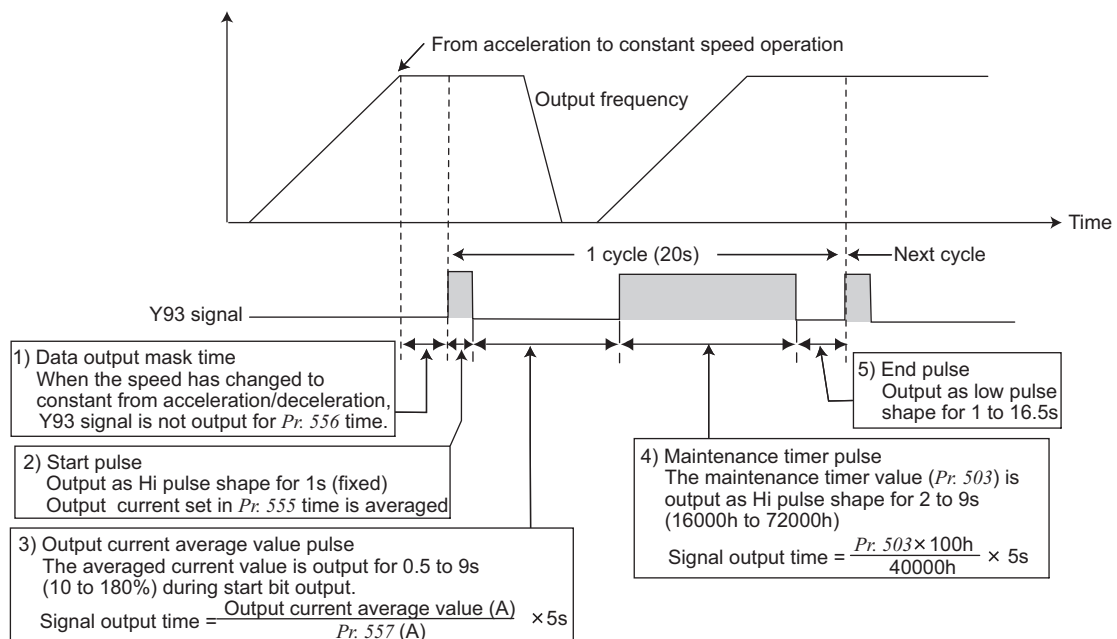 From acceleration to constant speed operation
Output frequency
Time
1 cycle (20s)
Next cycle
Y93 signal
1) Data output mask time
When the speed has changed to
constant from acceleration/deceleration,
Y93 signal is not output for Pr. 556 time.
2) Start pulse
Output as Hi pulse shape for 1s (fixed)
Output current set in Pr. 555 time is averaged
3) Output current average value pulse
The averaged current value is output for 0.5 to 9s
(10 to 180%) during start bit output.
Signal output time = Output current average value (A) / Pr. 557 (A) × 5s
4) Maintenance timer pulse
The maintenance timer value (Pr. 503) is
output as Hi pulse shape for 2 to 9s
(16000h to 72000h)
Signal output time = Pr. 503 × 100h / 40000h × 5s
5) End pulse
Output as low pulse
shape for 1 to 16.5s